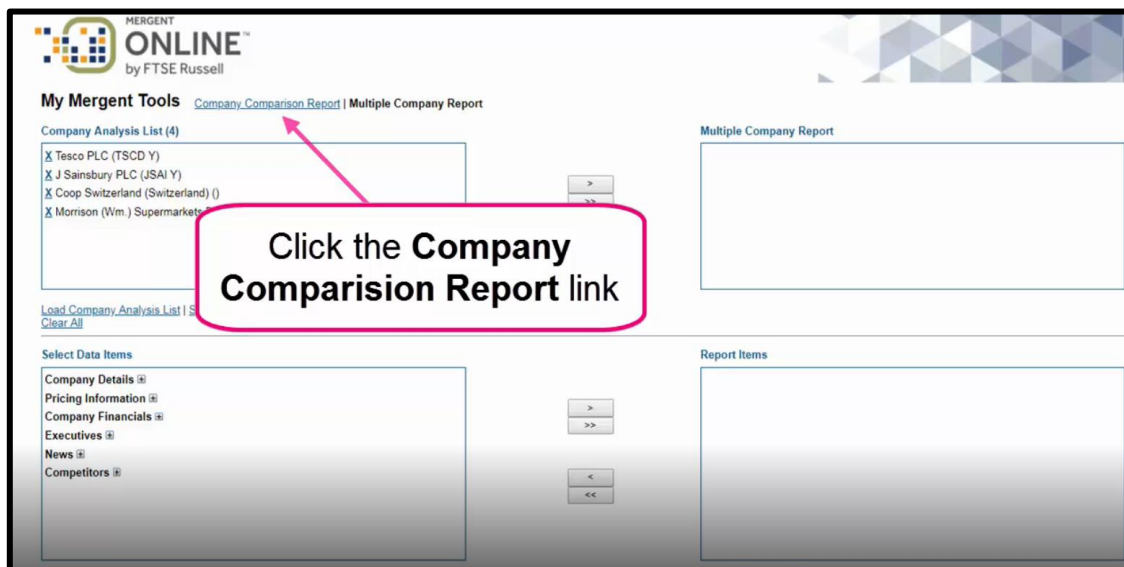 MERGENT
ONLINE™
by FTSE Russell
My Mergent Tools Company Comparison Report | Multiple Company Report
Company Analysis List (4)
Multiple Company Report
X Tesco PLC (TSCD Y)
X J Sainsbury PLC (JSAI Y)
X Coop Switzerland (Switzerland) ()
X Morrison (Wm.) Supermarkets
>
>>
Click the Company
Comparision Report link
Load Company Analysis List |
Clear All
Select Data Items
Report Items
Company Details
Pricing Information
Company Financials
Executives
News
Competitors
>
>>
<
<<